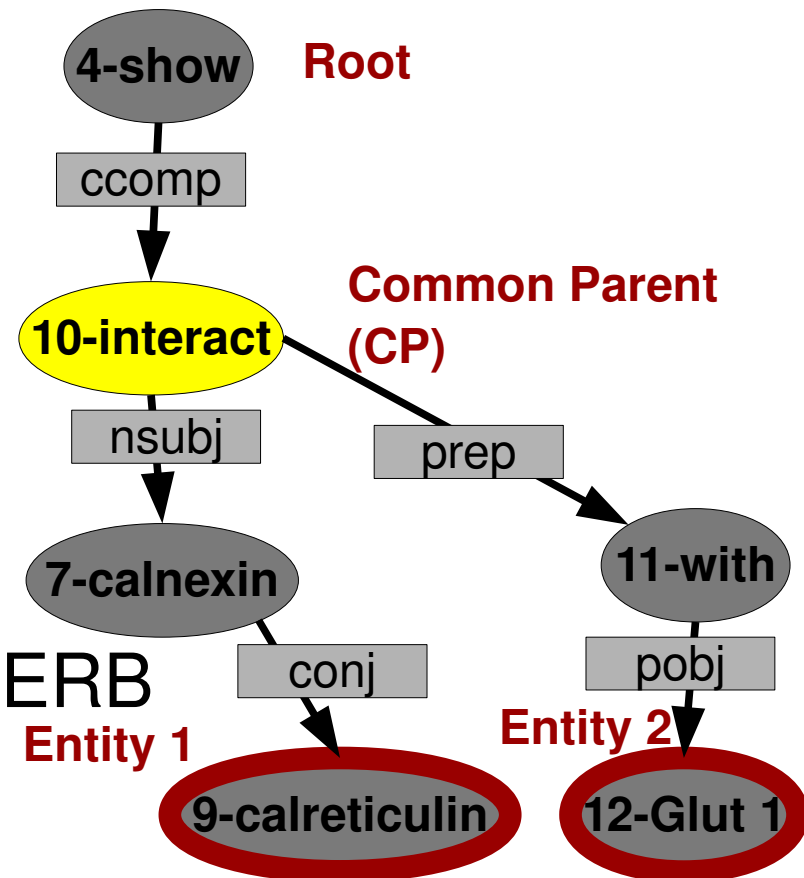 4-show
Root
ccomp
Common Parent
(CP)
10-interact
nsubj
prep
7-calnexin
11-with
conj
pobj
ERB
Entity 1
Entity 2
9-calreticulin
12-Glut 1